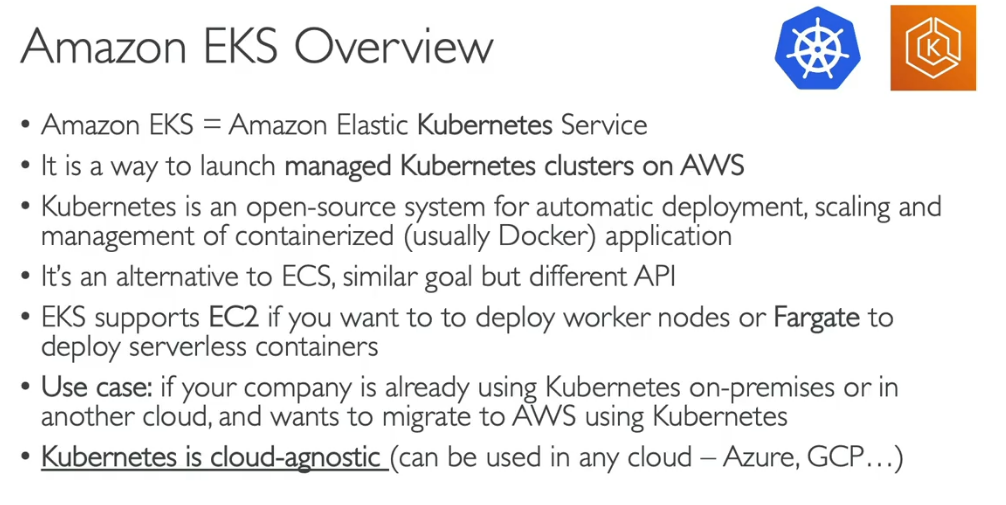 Amazon EKS Overview
• Amazon EKS = Amazon Elastic Kubernetes Service
• It is a way to launch managed Kubernetes clusters on AWS
• Kubernetes is an open-source system for automatic deployment, scaling and
management of containerized (usually Docker) application
• It's an alternative to ECS, similar goal but different API
• EKS supports EC2 if you want to to deploy worker nodes or Fargate to
deploy serverless containers
• Use case: if your company is already using Kubernetes on-premises or in
another cloud, and wants to migrate to AWS using Kubernetes
• Kubernetes is cloud-agnostic (can be used in any cloud – Azure, GCP…)
K